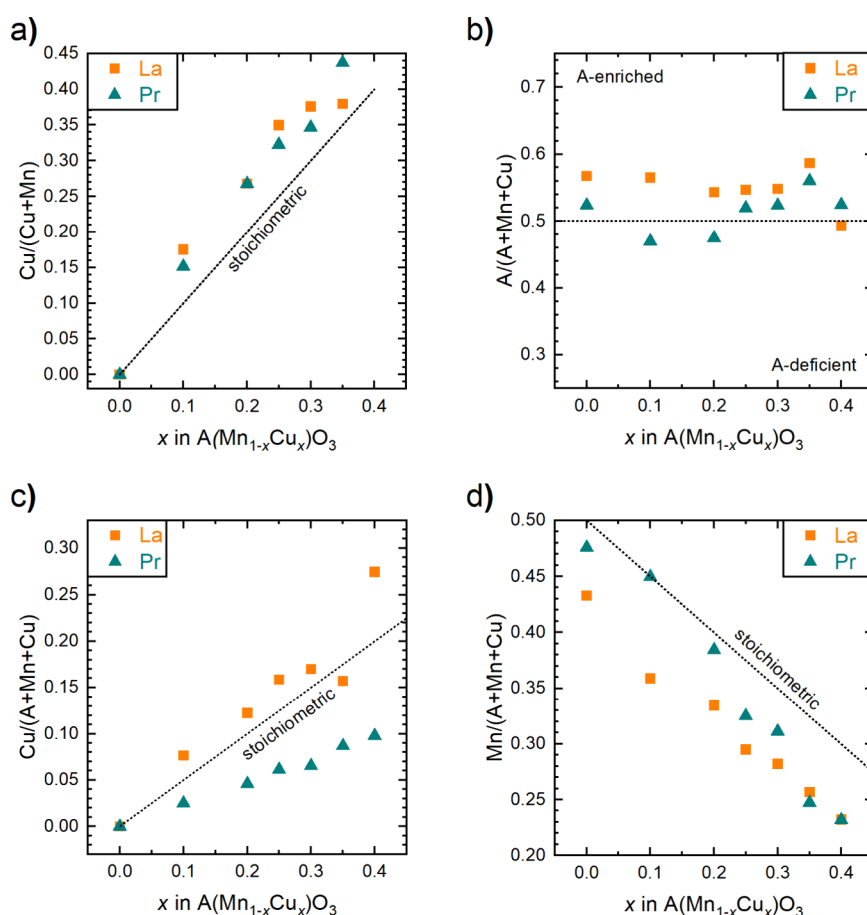 a)
La
Pr
0.45
0.40
0.35
0.30
0.25
0.20
0.15
0.10
0.05
0.00
Cu/(Cu+Mn)
stoichiometric
0.0 0.1 0.2 0.3 0.4
x in A(Mn1-xCux)O3
b)
La
Pr
A-enriched
0.7
0.6
0.5
0.4
0.3
A/(A+Mn+Cu)
A-deficient
0.0 0.1 0.2 0.3 0.4
x in A(Mn1-xCux)O3
c)
La
Pr
0.30
0.25
0.20
0.15
0.10
0.05
0.00
Cu/(A+Mn+Cu)
stoichiometric
0.0 0.1 0.2 0.3 0.4
x in A(Mn1-xCux)O3
d)
La
Pr
0.50
0.45
0.40
0.35
0.30
0.25
0.20
Mn/(A+Mn+Cu)
stoichiometric
0.0 0.1 0.2 0.3 0.4
x in A(Mn1-xCux)O3